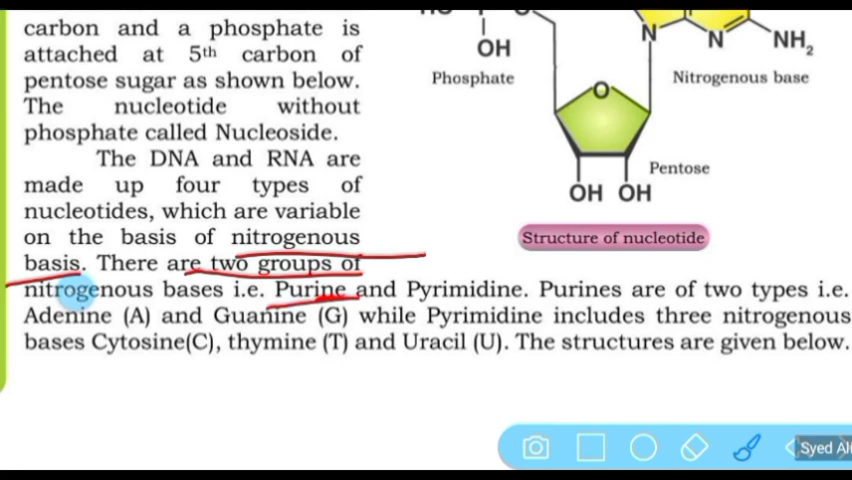 carbon and a phosphate is
attached at 5th carbon of
pentose sugar as shown below.
The nucleotide without
phosphate called Nucleoside.
The DNA and RNA are
made up four types of
nucleotides, which are variable
on the basis of nitrogenous
basis. There are two groups of
nitrogenous bases i.e. Purine and Pyrimidine. Purines are of two types i.e.
Adenine (A) and Guanine (G) while Pyrimidine includes three nitrogenous
bases Cytosine(C), thymine (T) and Uracil (U). The structures are given below.
OH
Phosphate
O
N
N
NH2
Nitrogenous base
Pentose
OH OH
Structure of nucleotide
Syed Ali